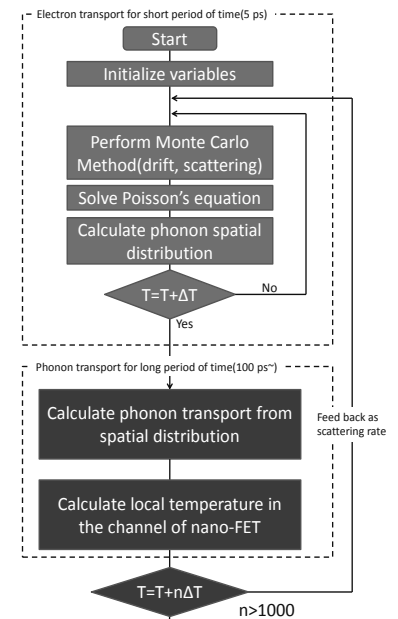 Electron transport for short period of time(5 ps)
Start
Initialize variables
Perform Monte Carlo
Method(drift, scattering)
Solve Poisson's equation
Calculate phonon spatial
distribution
T=T+ΔT
No
Yes
Phonon transport for long period of time(100 ps~)
Calculate phonon transport from
spatial distribution
Feed back as
scattering rate
Calculate local temperature in
the channel of nano-FET
T=T+nΔT
n>1000